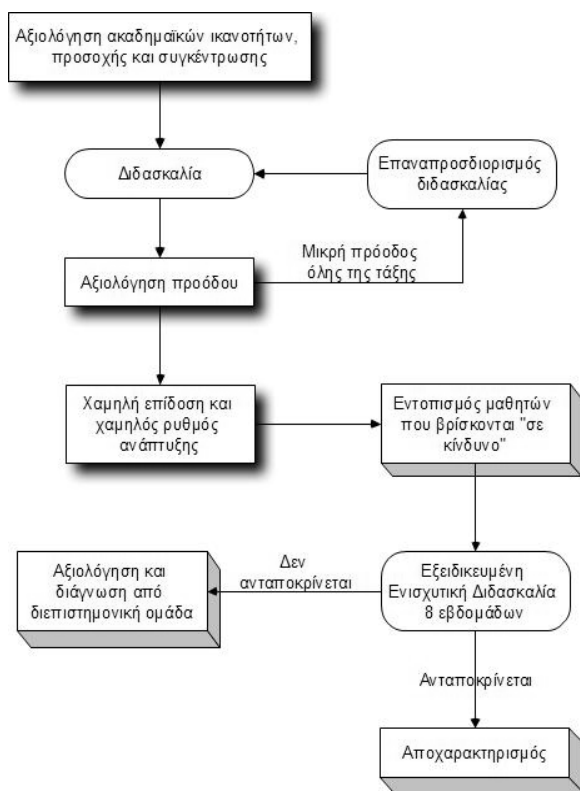 Αξιολόγηση ακαδημαϊκών ικανοτήτων,
προσοχής και συγκέντρωσης
Διδασκαλία
Επαναπροσδιορισμός
διδασκαλίας
Μικρή πρόοδος
όλης της τάξης
Αξιολόγηση προόδου
Χαμηλή επίδοση και
χαμηλός ρυθμός
ανάπτυξης
Εντοπισμός μαθητών
που βρίσκονται "σε
κίνδυνο"
Αξιολόγηση και
διάγνωση από
διεπιστημονική ομάδα
Δεν
ανταποκρίνεται
Εξειδικευμένη
Ενισχυτική Διδασκαλία
8 εβδομάδων
Ανταποκρίνεται
Αποχαρακτηρισμός